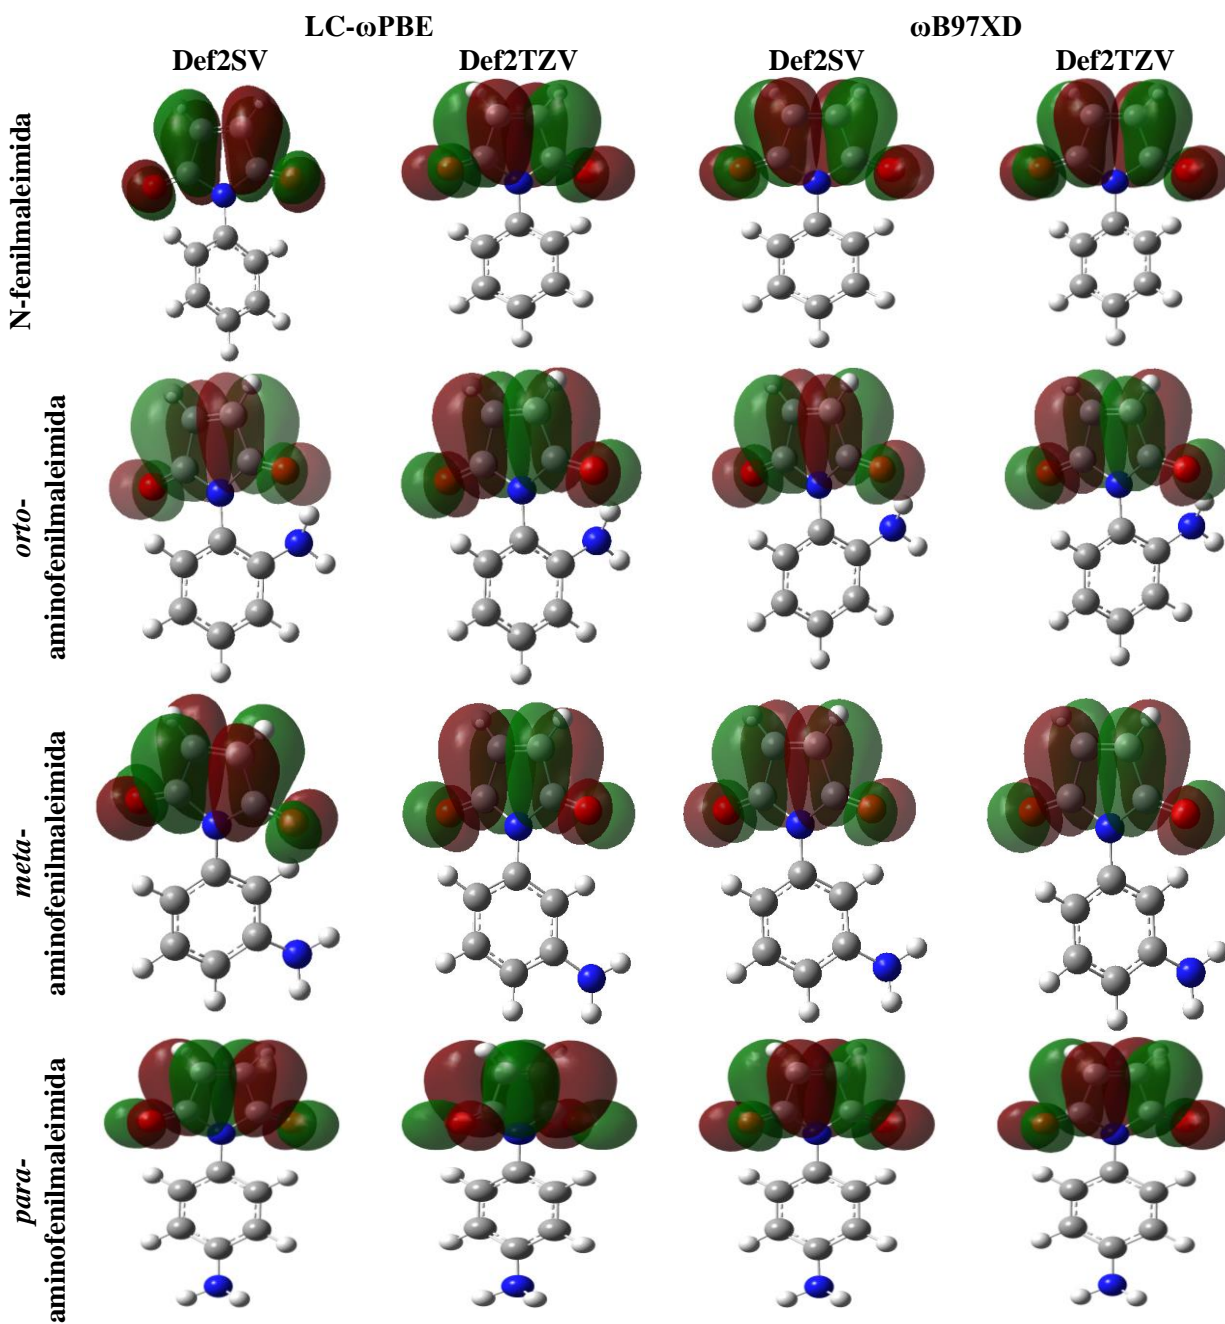 LC-ωPBE
ωB97XD
Def2SV
Def2TZV
Def2SV
Def2TZV
N-fenilmaleimida
orto-
aminofenilmaleimida
meta-
aminofenilmaleimida
para-
aminofenilmaleimida